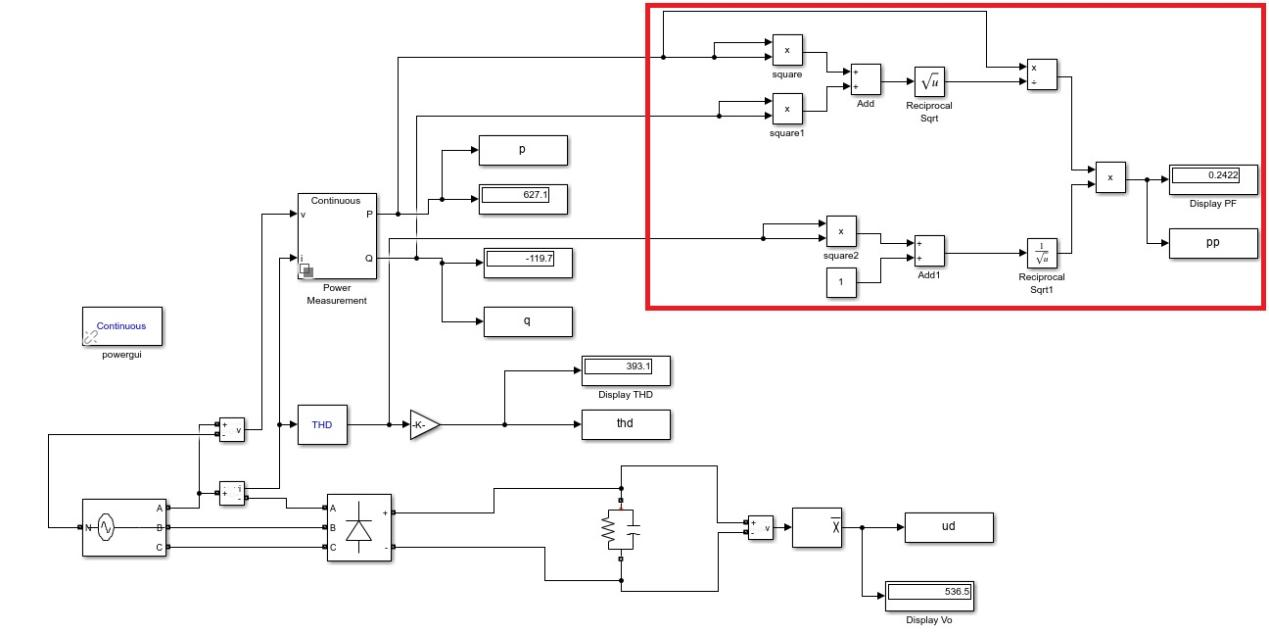 x
square
x
square1
+
+
Add
√u
Reciprocal
Sqrt
x
÷
p
627.1
Continuous
v
i
P
Q
Power
Measurement
-119.7
q
x
square2
1
+
+
Add1
1
√u
Reciprocal
Sqrt1
x
0.2422
Display PF
pp
Continuous
powergui
393.1
Display THD
THD
-K-
thd
+
-
v
+
i
-
N
A
B
C
A
B
C
+
-
+
-
v
X
ud
536.5
Display Vo